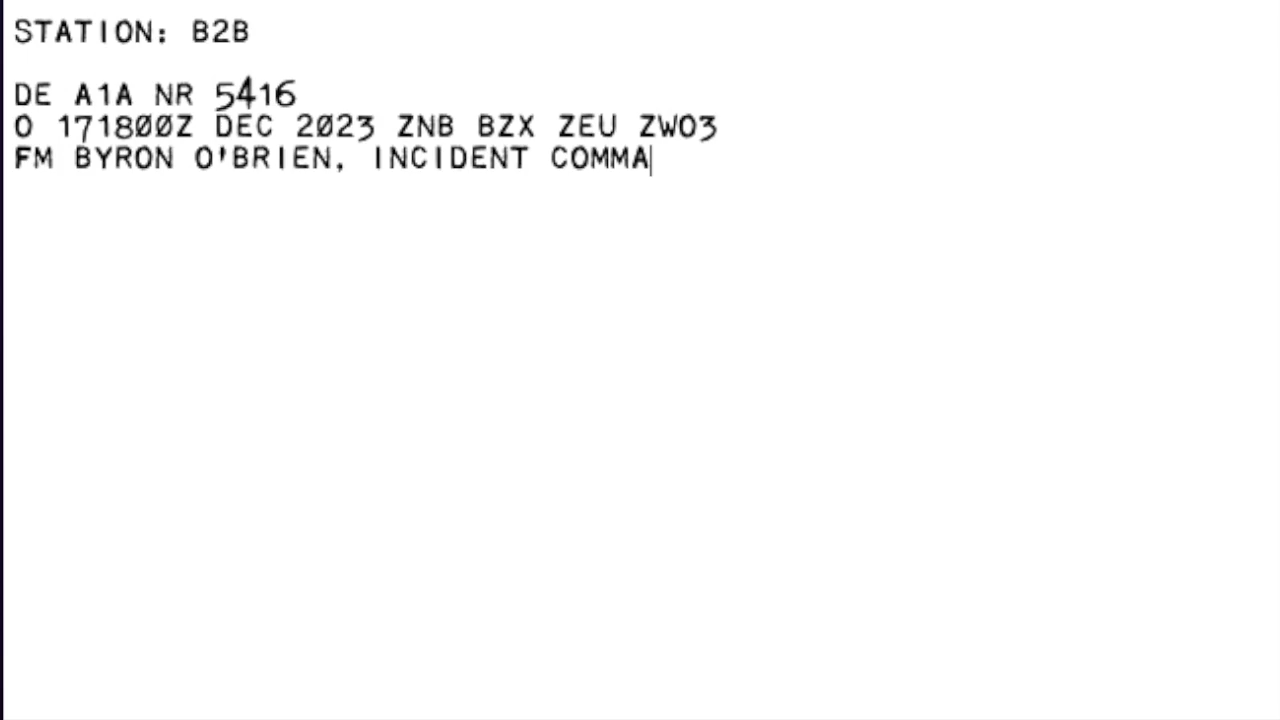 STATION: B2B
DE A1A NR 5416
O 171800Z DEC 2023 ZNB BZX ZEU ZWO3
FM BYRON O'BRIEN, INCIDENT COMMA